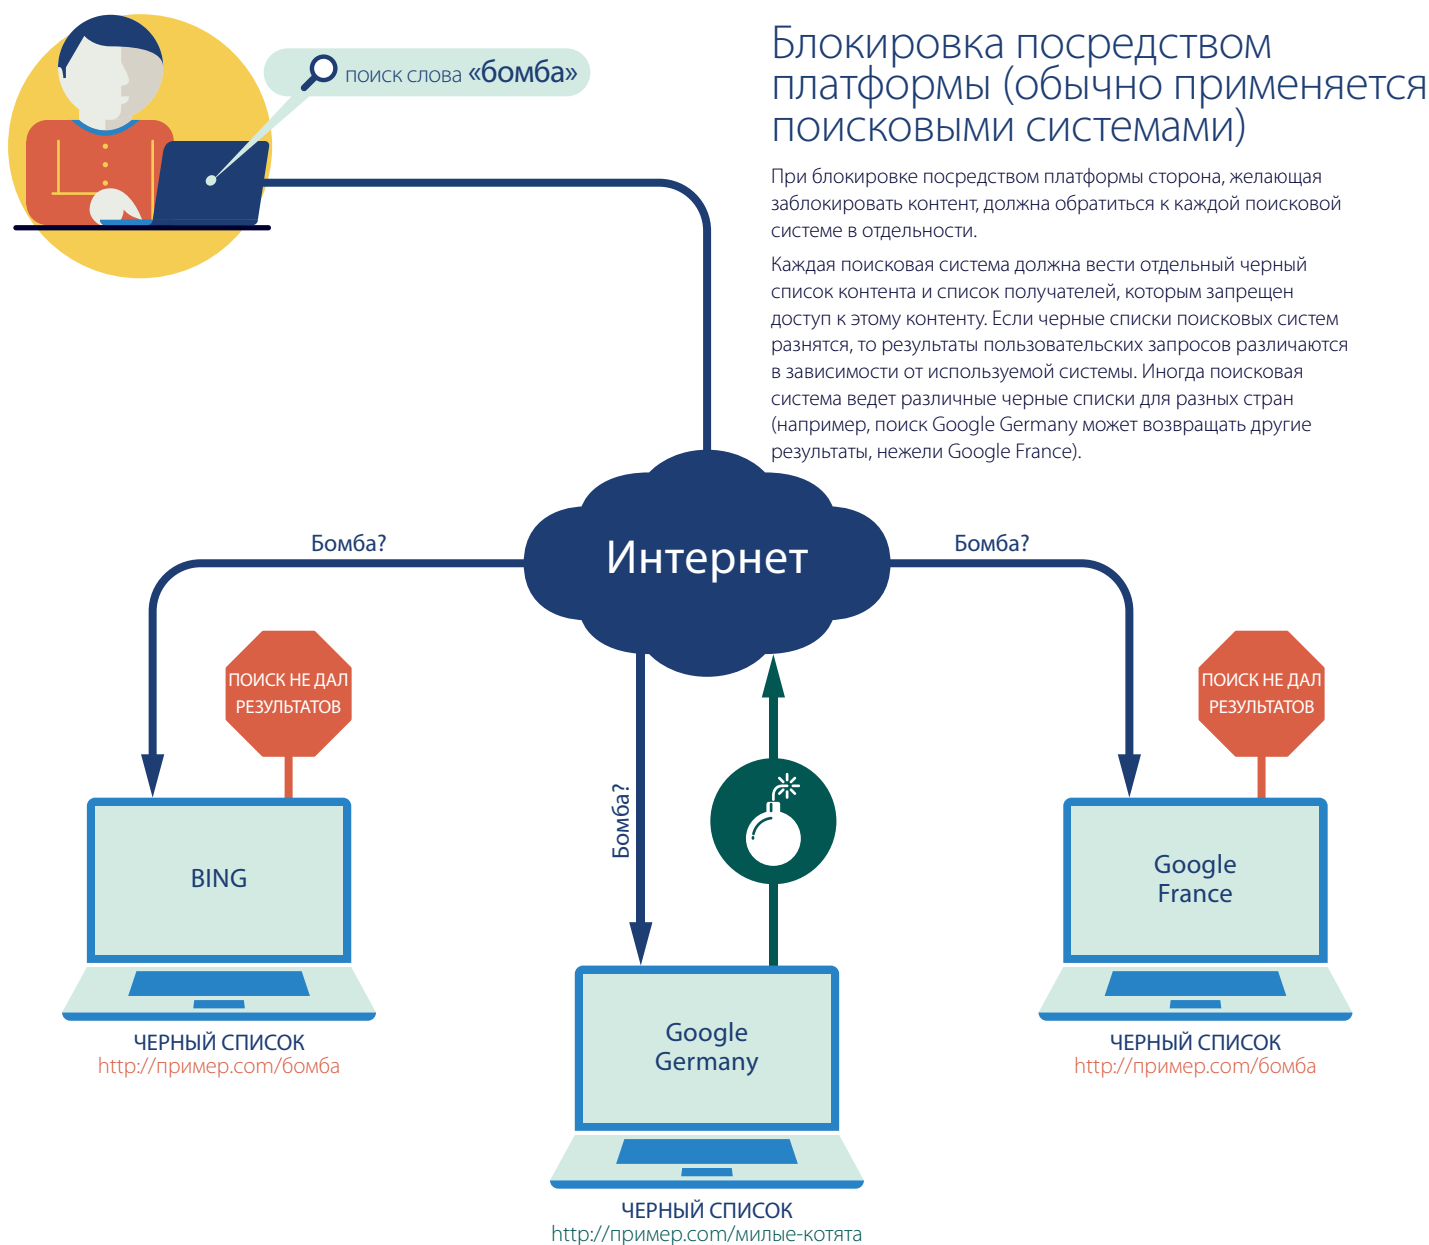 поиск слова «бомба»
Блокировка посредством
платформы (обычно применяется
поисковыми системами)
При блокировке посредством платформы сторона, желающая
заблокировать контент, должна обратиться к каждой поисковой
системе в отдельности.
Каждая поисковая система должна вести отдельный черный
список контента и список получателей, которым запрещен
доступ к этому контенту. Если черные списки поисковых систем
разнятся, то результаты пользовательских запросов различаются
в зависимости от используемой системы. Иногда поисковая
система ведет различные черные списки для разных стран
(например, поиск Google Germany может возвращать другие
результаты, нежели Google France).
Интернет
Бомба?
Бомба?
Бомба?
ПОИСК НЕ ДАЛ
РЕЗУЛЬТАТОВ
ПОИСК НЕ ДАЛ
РЕЗУЛЬТАТОВ
BING
ЧЕРНЫЙ СПИСОК
http://пример.com/бомба
Google
Germany
ЧЕРНЫЙ СПИСОК
http://пример.com/милые-котята
Google
France
ЧЕРНЫЙ СПИСОК
http://пример.com/бомба